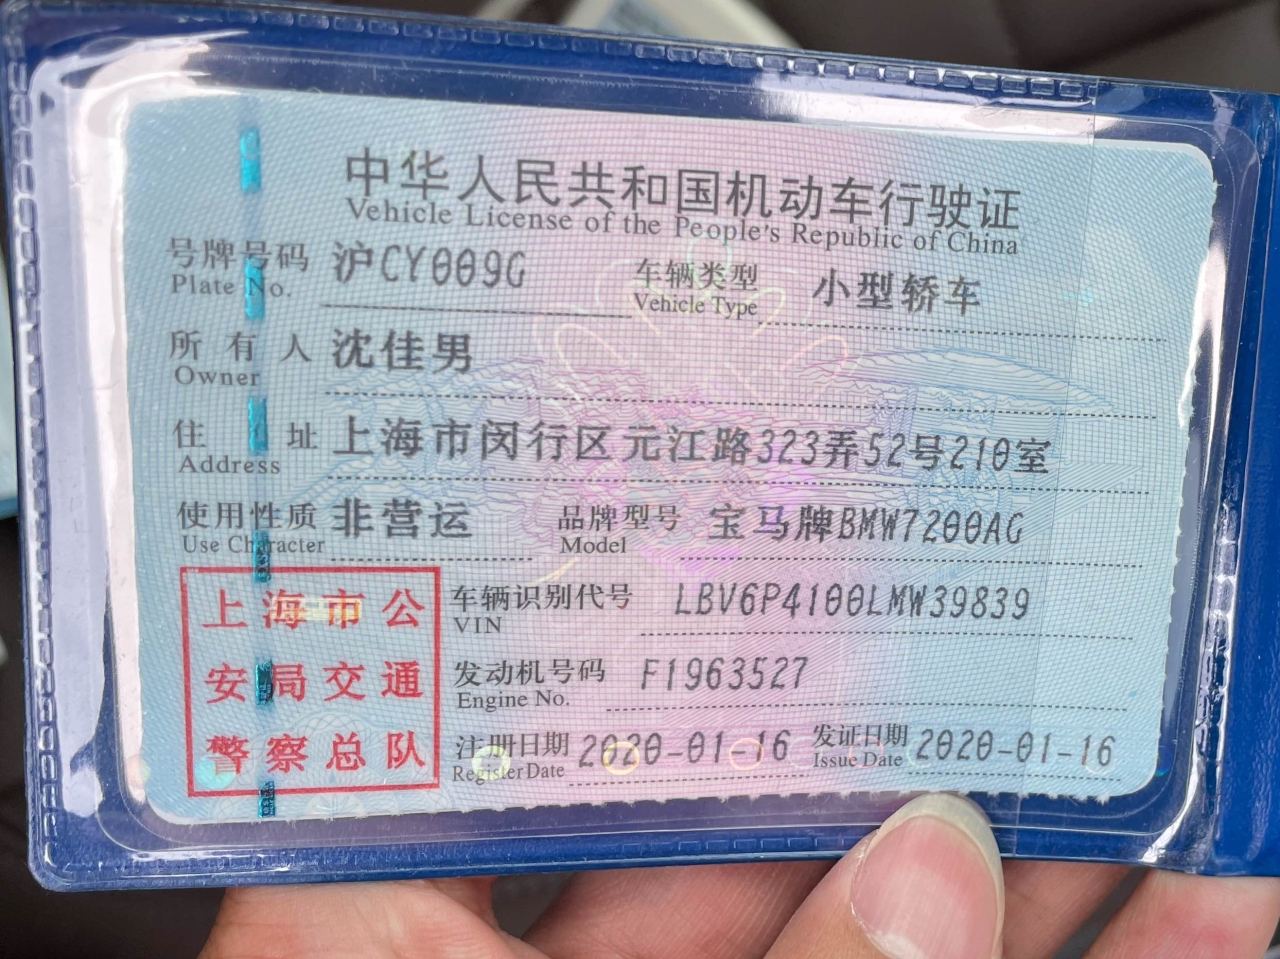 中华人民共和国机动车行驶证
Vehicle License of the People's Republic of China
号牌号码 沪CY009G 车辆类型 小型轿车
Plate No. Vehicle Type
所有人 沈佳男
Owner
住址 上海市闵行区元江路323弄52号210室
Address
使用性质 非营运 品牌型号 宝马牌BMW7200AG
Use Character Model
车辆识别代号 LBV6P4100LMW39839
VIN
发动机号码 F1963527
Engine No.
注册日期 2020-01-16 发证日期 2020-01-16
Register Date Issue Date
上海市公
安局交通
警察总队